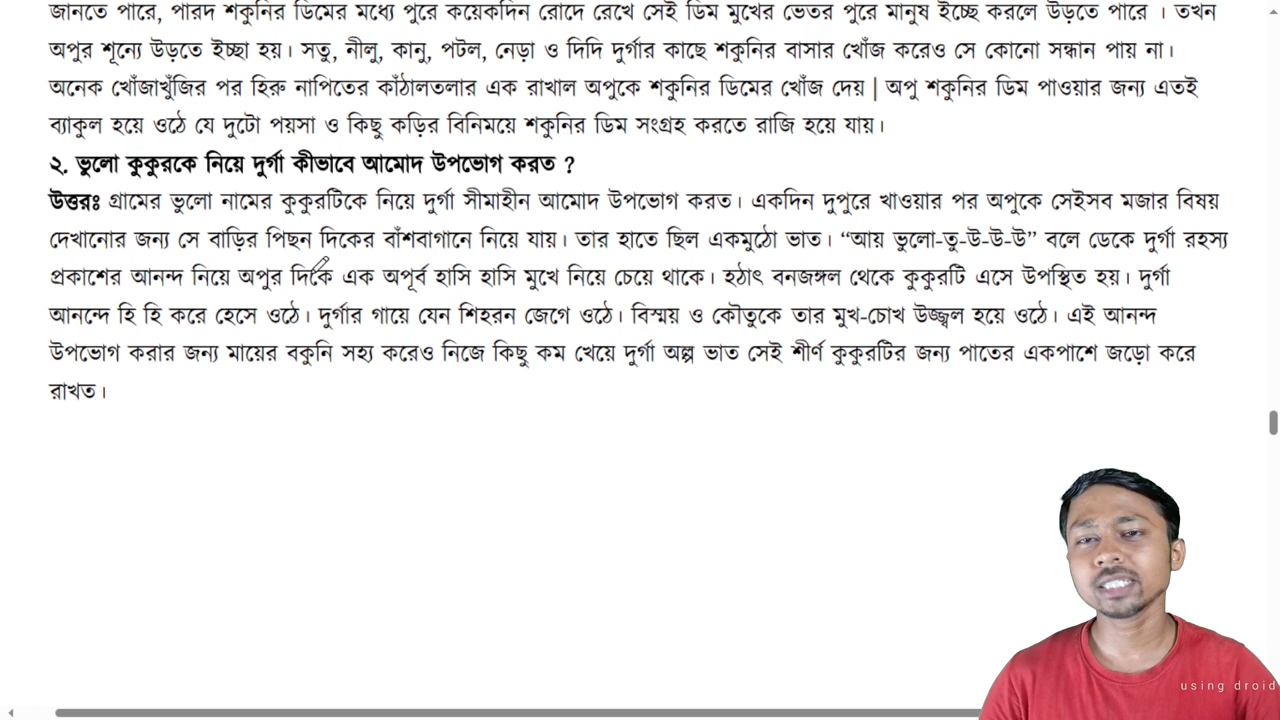 জানতে পারে, পারদ শকুনির ডিমের মধ্যে পুরে কয়েকদিন রোদে রেখে সেই ডিম মুখের ভেতর পুরে মানুষ ইচ্ছে করলে উড়তে পারে । তখন
অপুর শূন্যে উড়তে ইচ্ছা হয়। সতু, নীলু, কানু, পটল, নেড়া ও দিদি দুর্গার কাছে শকুনির বাসার খোঁজ করেও সে কোনো সন্ধান পায় না।
অনেক খোঁজাখুঁজির পর হিরু নাপিতের কাঁঠালতলার এক রাখাল অপুকে শকুনির ডিমের খোঁজ দেয় | অপু শকুনির ডিম পাওয়ার জন্য এতই
ব্যাকুল হয়ে ওঠে যে দুটো পয়সা ও কিছু কড়ির বিনিময়ে শকুনির ডিম সংগ্রহ করতে রাজি হয়ে যায়।
২. ভুলো কুকুরকে নিয়ে দুর্গা কীভাবে আমোদ উপভোগ করত ?
উত্তরঃ গ্রামের ভুলো নামের কুকুরটিকে নিয়ে দুর্গা সীমাহীন আমোদ উপভোগ করত। একদিন দুপুরে খাওয়ার পর অপুকে সেইসব মজার বিষয়
দেখানোর জন্য সে বাড়ির পিছন দিকের বাঁশবাগানে নিয়ে যায়। তার হাতে ছিল একমুঠো ভাত। “আয় ভুলো-তু-উ-উ-উ” বলে ডেকে দুর্গা রহস্য
প্রকাশের আনন্দ নিয়ে অপুর দিকে এক অপূর্ব হাসি হাসি মুখে নিয়ে চেয়ে থাকে। হঠাৎ বনজঙ্গল থেকে কুকুরটি এসে উপস্থিত হয়। দুর্গা
আনন্দে হি হি করে হেসে ওঠে। দুর্গার গায়ে যেন শিহরন জেগে ওঠে। বিস্ময় ও কৌতুকে তার মুখ-চোখ উজ্জ্বল হয়ে ওঠে। এই আনন্দ
উপভোগ করার জন্য মায়ের বকুনি সহ্য করেও নিজে কিছু কম খেয়ে দুর্গা অল্প ভাত সেই শীর্ণ কুকুরটির জন্য পাতের একপাশে জড়ো করে
রাখত।
using droid